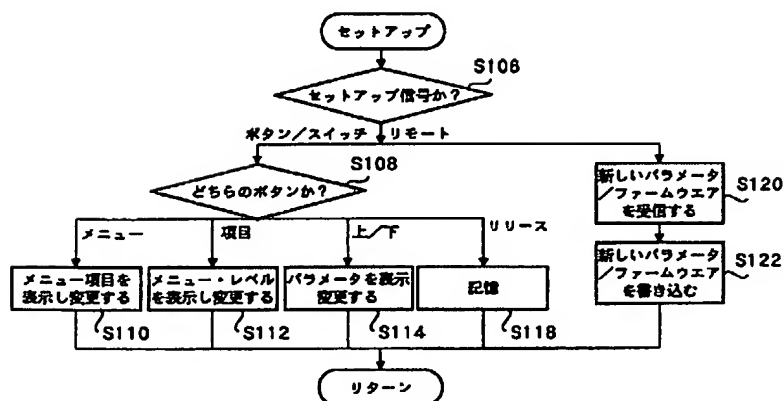 セットアップ
S106
セットアップ信号か?
ボタン/スイッチ リモート
S108
どちらのボタンか?
新しいパラメータ
/ファームウエア
を受信する
S120
メニュー
項目
上/下
リリース
新しいパラメータ
/ファームウエア
を書き込む
S122
メニュー項目を
表示し変更する
メニュー・レベル
を表示し変更する
パラメータを表示
変更する
記憶
S110
S112
S114
S118
リターン